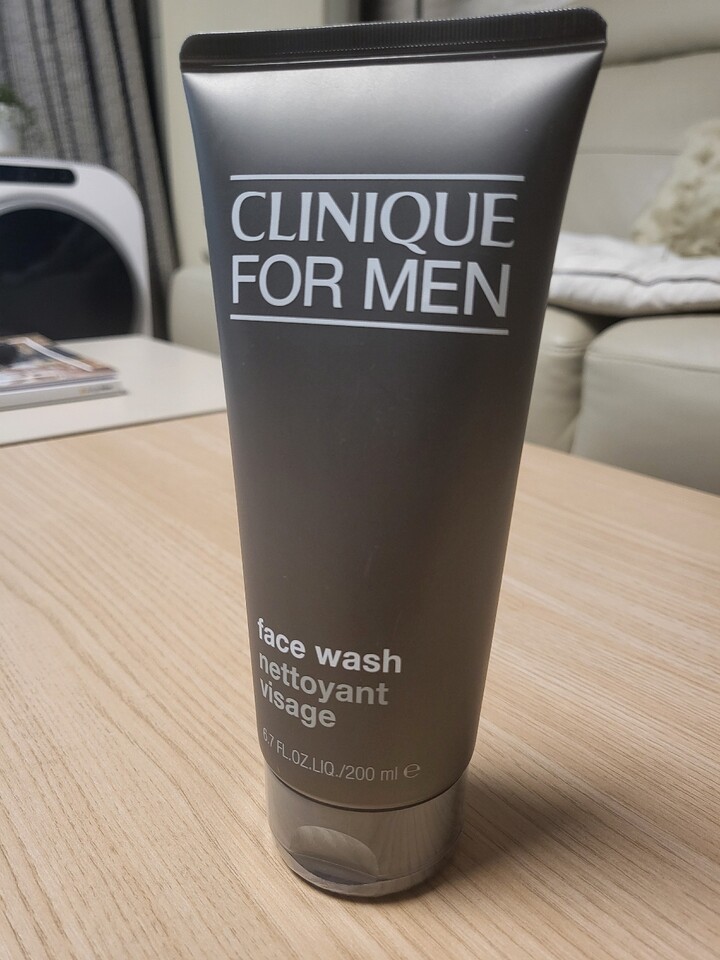 CLINIQUE
FOR MEN
face wash
nettoyant
visage
6.7 FL.OZ.LIQ./200 ml ℮